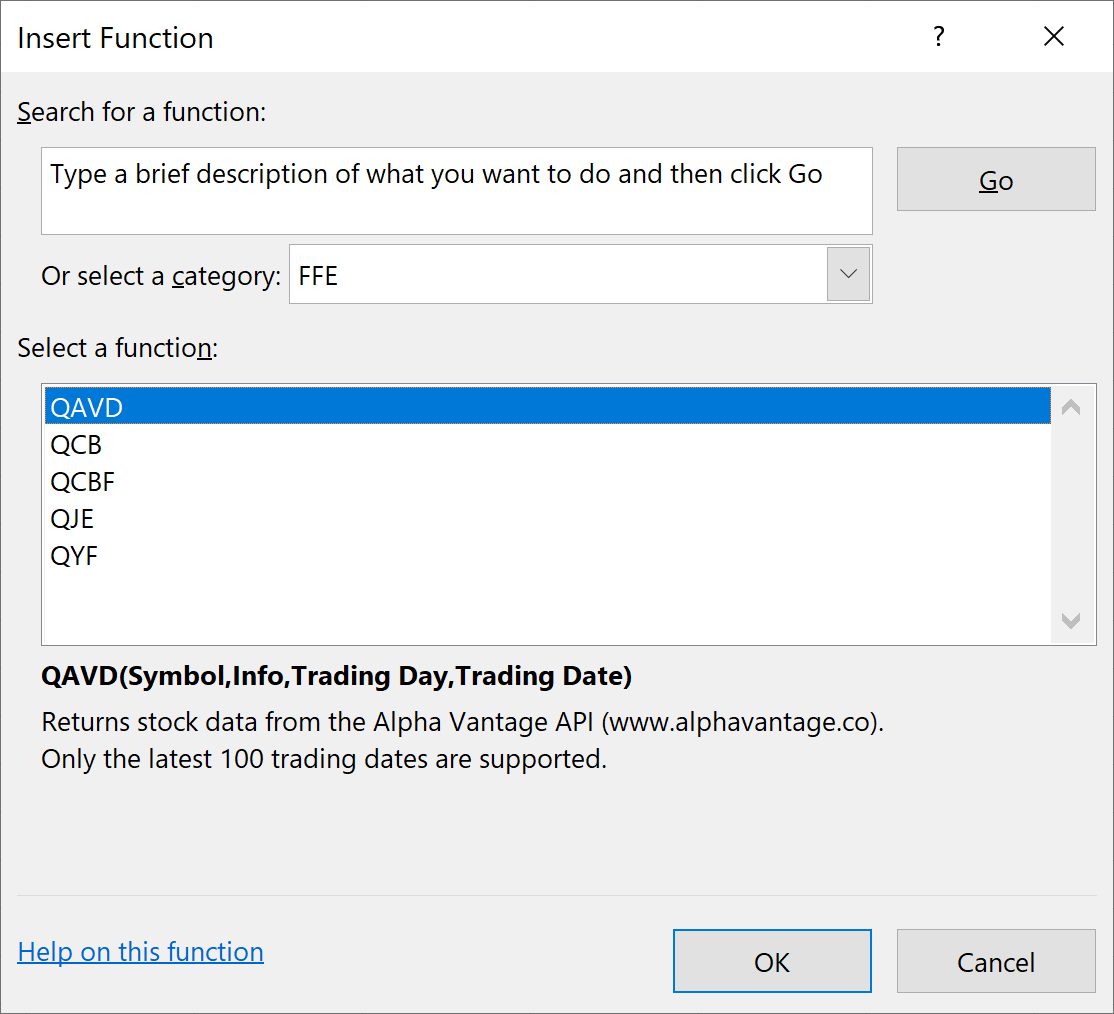 Insert Function
?
Search for a function:
Type a brief description of what you want to do and then click Go
Go
Or select a category:
FFE
Select a function:
QAVD
QCB
QCBF
QJE
QYF
QAVD(Symbol,Info,Trading Day,Trading Date)
Returns stock data from the Alpha Vantage API (www.alphavantage.co).
Only the latest 100 trading dates are supported.
Help on this function
OK
Cancel